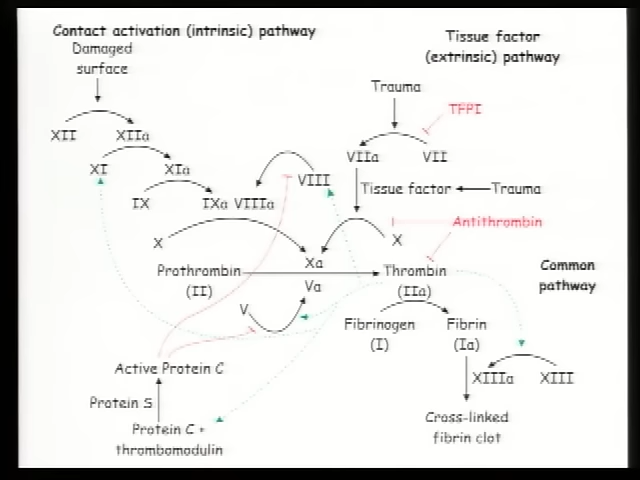 Contact activation (intrinsic) pathway
Damaged
surface
Tissue factor
(extrinsic) pathway
Trauma
TFPI
XII
XIIa
XI
XIa
VIII
VIIa
VII
IX
IXa
VIIIa
Tissue factor
Trauma
X
X
Antithrombin
Prothrombin
(II)
Xa
Va
Thrombin
(IIa)
Common
pathway
V
Fibrinogen
(I)
Fibrin
(Ia)
Active Protein C
XIIIa
XIII
Protein S
Protein C +
thrombomodulin
Cross-linked
fibrin clot